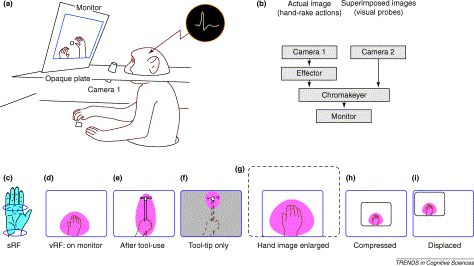 (a)
Monitor
Opaque plate
Camera 1
(b)
Actual image
(hand-rake actions)
Superimposed images
(visual probes)
Camera 1
Camera 2
Effector
Chromakeyer
Monitor
(c)
(d)
(e)
(f)
(g)
(h)
(i)
sRF
vRF: on monitor
After tool-use
Tool-tip only
Hand image enlarged
Compressed
Displaced
TRENDS in Cognitive Sciences